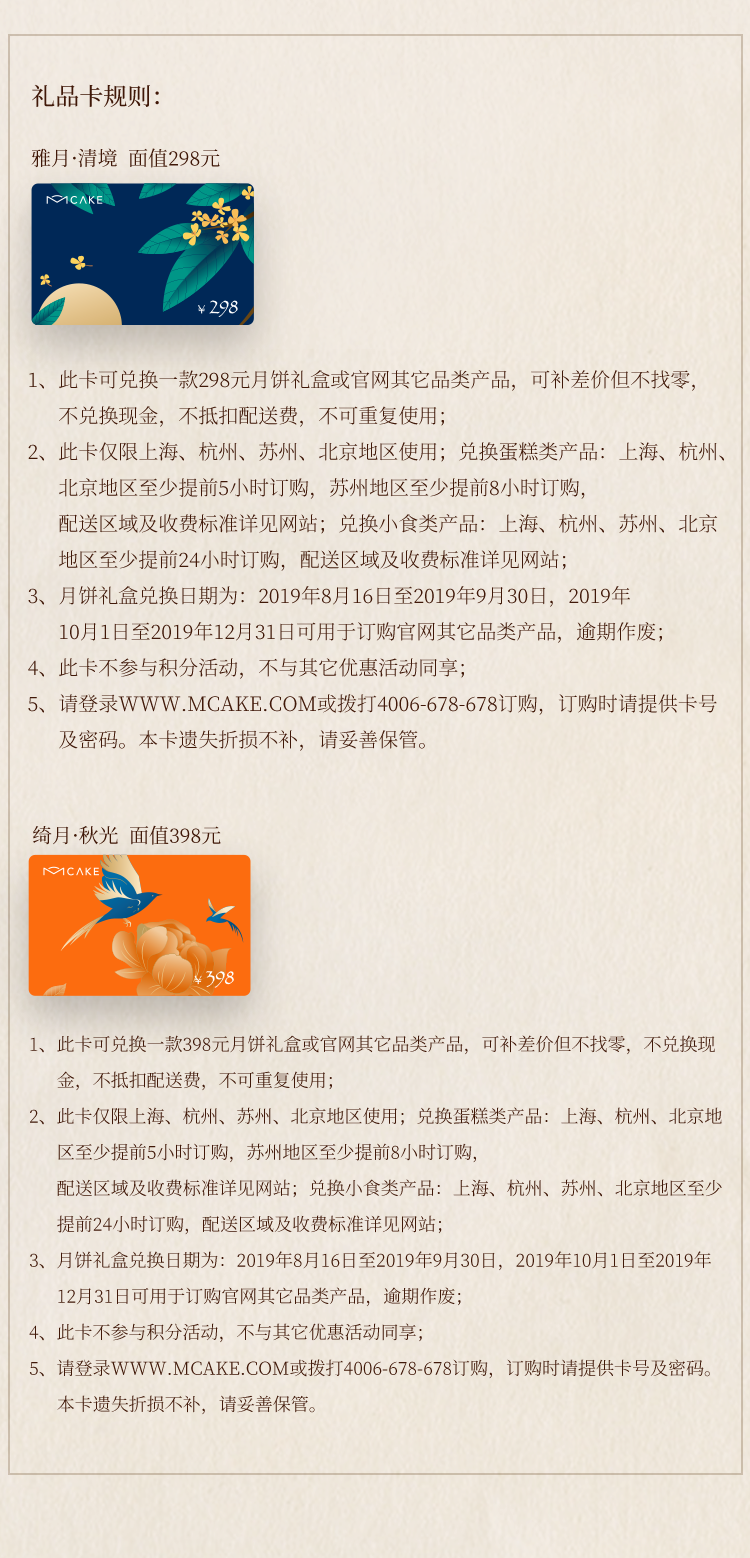 礼品卡规则：
雅月·清境 面值298元
MCAKE
￥298
1、此卡可兑换一款298元月饼礼盒或官网其它品类产品，可补差价但不找零，
不兑换现金，不抵扣配送费，不可重复使用；
2、此卡仅限上海、杭州、苏州、北京地区使用；兑换蛋糕类产品：上海、杭州、
北京地区至少提前5小时订购，苏州地区至少提前8小时订购，
配送区域及收费标准详见网站；兑换小食类产品：上海、杭州、苏州、北京
地区至少提前24小时订购，配送区域及收费标准详见网站；
3、月饼礼盒兑换日期为：2019年8月16日至2019年9月30日，2019年
10月1日至2019年12月31日可用于订购官网其它品类产品，逾期作废；
4、此卡不参与积分活动，不与其它优惠活动同享；
5、请登录WWW.MCAKE.COM或拨打4006-678-678订购，订购时请提供卡号
及密码。本卡遗失折损不补，请妥善保管。
绮月·秋光 面值398元
MCAKE
￥398
1、此卡可兑换一款398元月饼礼盒或官网其它品类产品，可补差价但不找零，不兑换现
金，不抵扣配送费，不可重复使用；
2、此卡仅限上海、杭州、苏州、北京地区使用；兑换蛋糕类产品：上海、杭州、北京地
区至少提前5小时订购，苏州地区至少提前8小时订购，
配送区域及收费标准详见网站；兑换小食类产品：上海、杭州、苏州、北京地区至少
提前24小时订购，配送区域及收费标准详见网站；
3、月饼礼盒兑换日期为：2019年8月16日至2019年9月30日，2019年10月1日至2019年
12月31日可用于订购官网其它品类产品，逾期作废；
4、此卡不参与积分活动，不与其它优惠活动同享；
5、请登录WWW.MCAKE.COM或拨打4006-678-678订购，订购时请提供卡号及密码。
本卡遗失折损不补，请妥善保管。